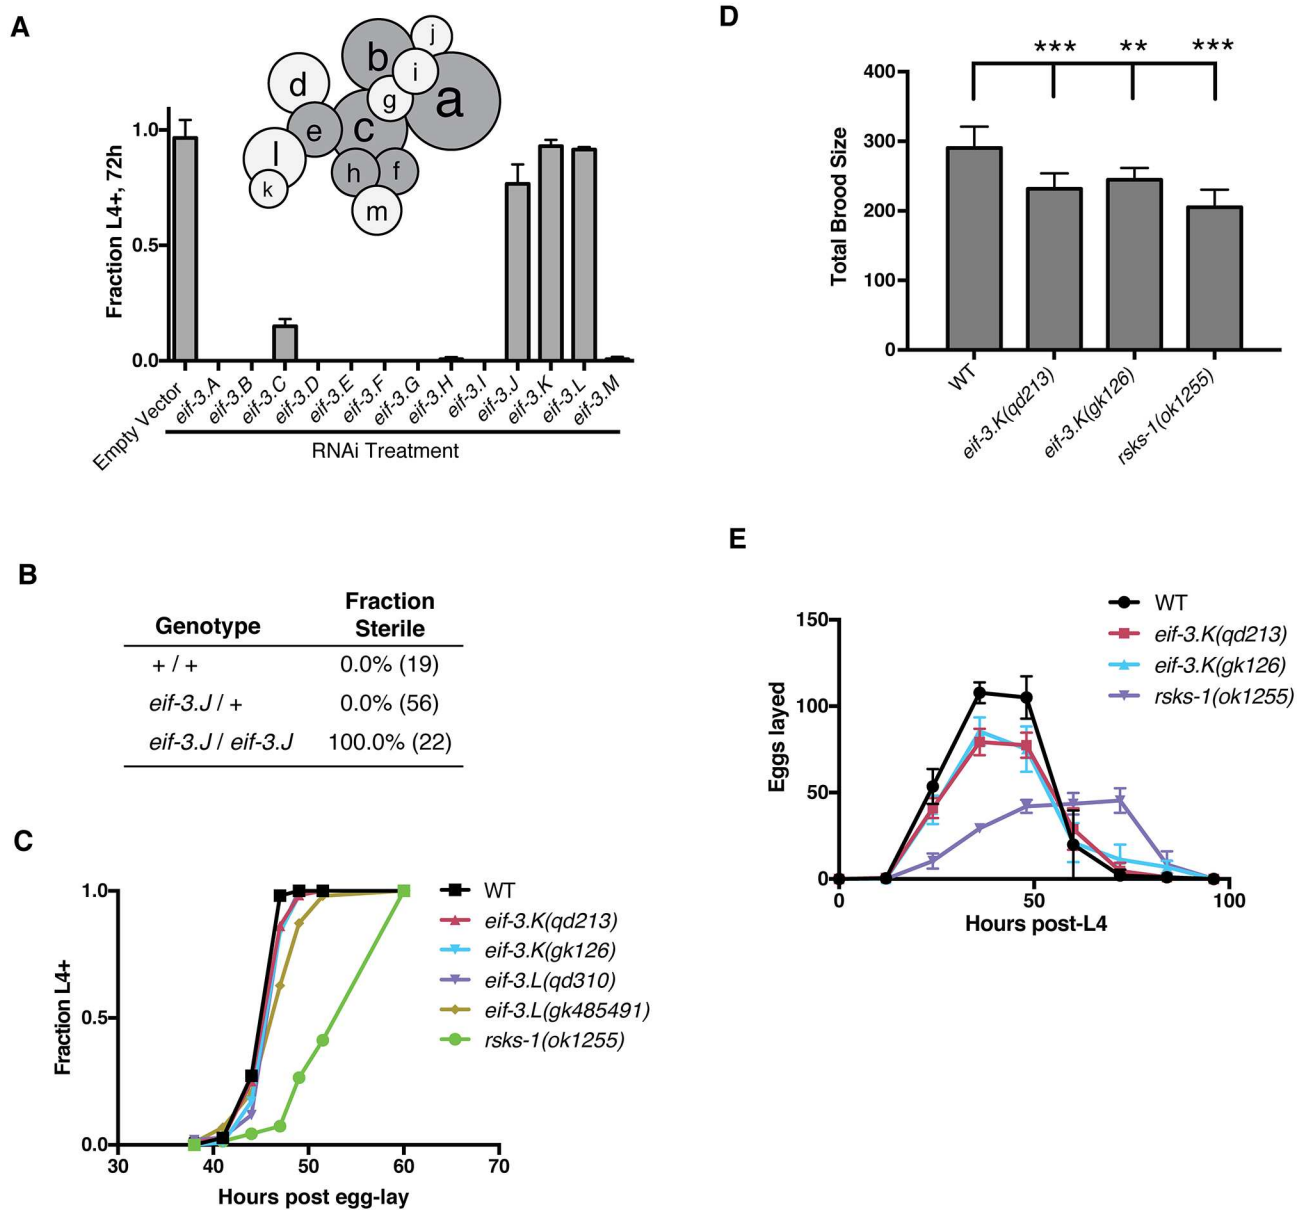 A
j
b
i
d
g
a
e
c
l
h
f
k
m
1.0
0.5
0.0
Fraction L4+, 72h
Empty Vector
eif-3.A
eif-3.B
eif-3.C
eif-3.D
eif-3.E
eif-3.F
eif-3.G
eif-3.H
eif-3.I
eif-3.J
eif-3.K
eif-3.L
eif-3.M
RNAi Treatment
D
*** ** ***
400
300
200
100
0
Total Brood Size
WT
eif-3.K(qd213)
eif-3.K(gk126)
rsks-1(ok1255)
B
Genotype
Fraction
Sterile
+ / + 0.0% (19)
eif-3.J / + 0.0% (56)
eif-3.J / eif-3.J 100.0% (22)
C
1.0
0.5
0.0
Fraction L4+
30 40 50 60 70
Hours post egg-lay
WT
eif-3.K(qd213)
eif-3.K(gk126)
eif-3.L(qd310)
eif-3.L(gk485491)
rsks-1(ok1255)
E
150
100
50
0
Eggs layed
0 50 100
Hours post-L4
WT
eif-3.K(qd213)
eif-3.K(gk126)
rsks-1(ok1255)